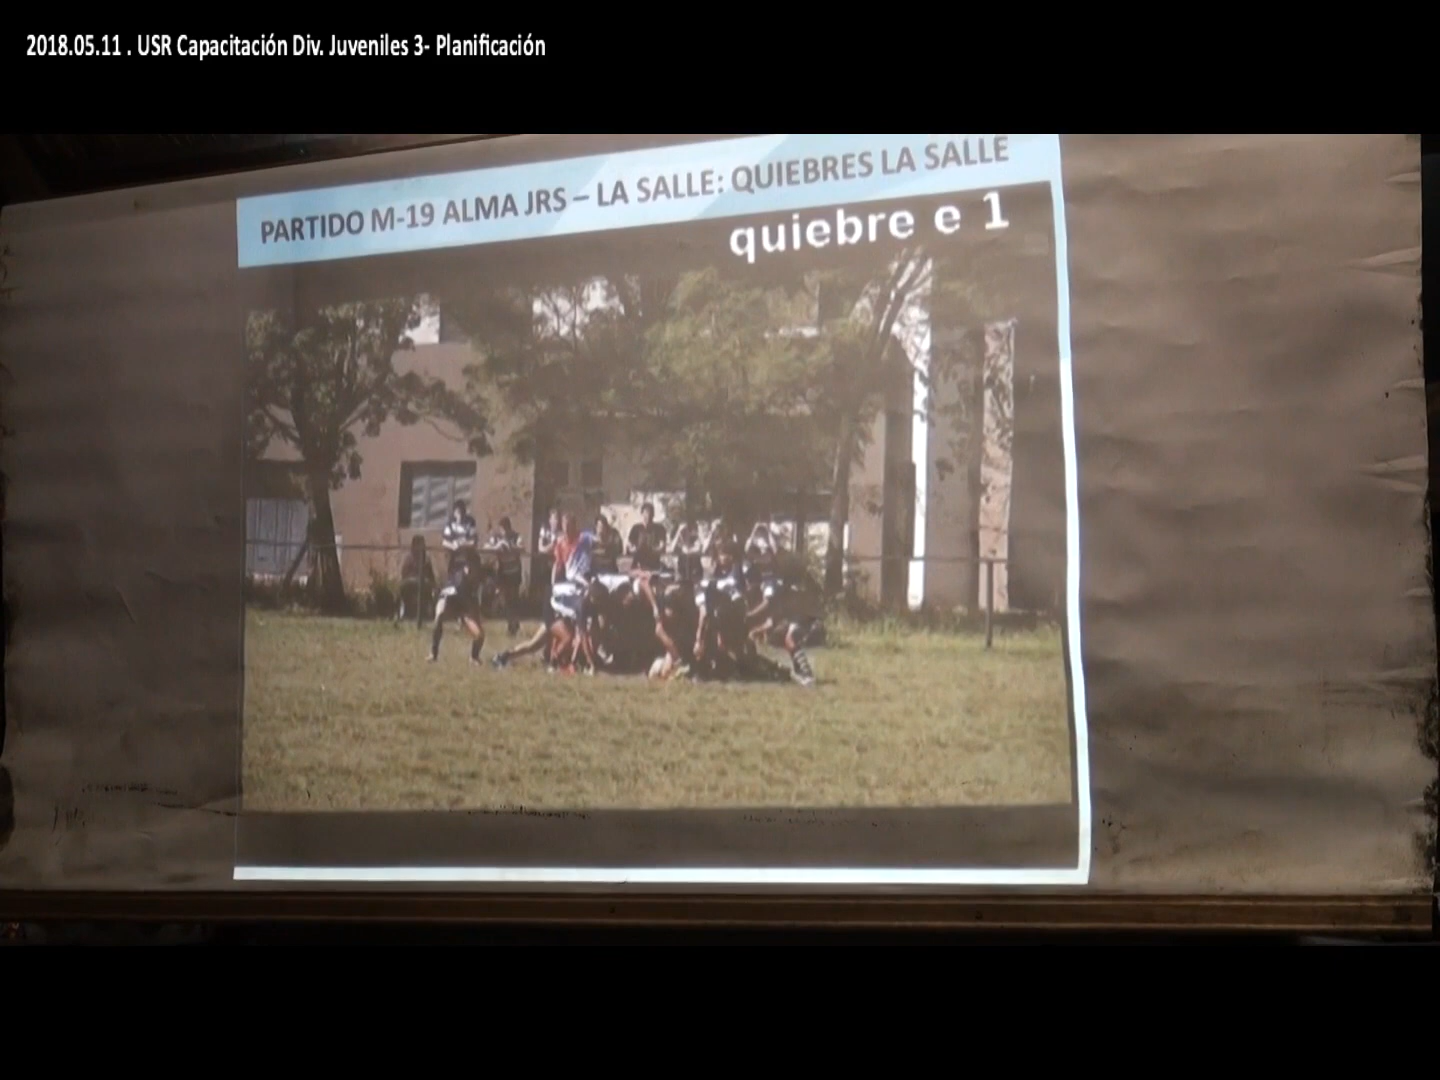 2018.05.11 . USR Capacitación Div. Juveniles 3- Planificación
PARTIDO M-19 ALMA JRS – LA SALLE: QUIEBRES LA SALLE
quiebre e 1